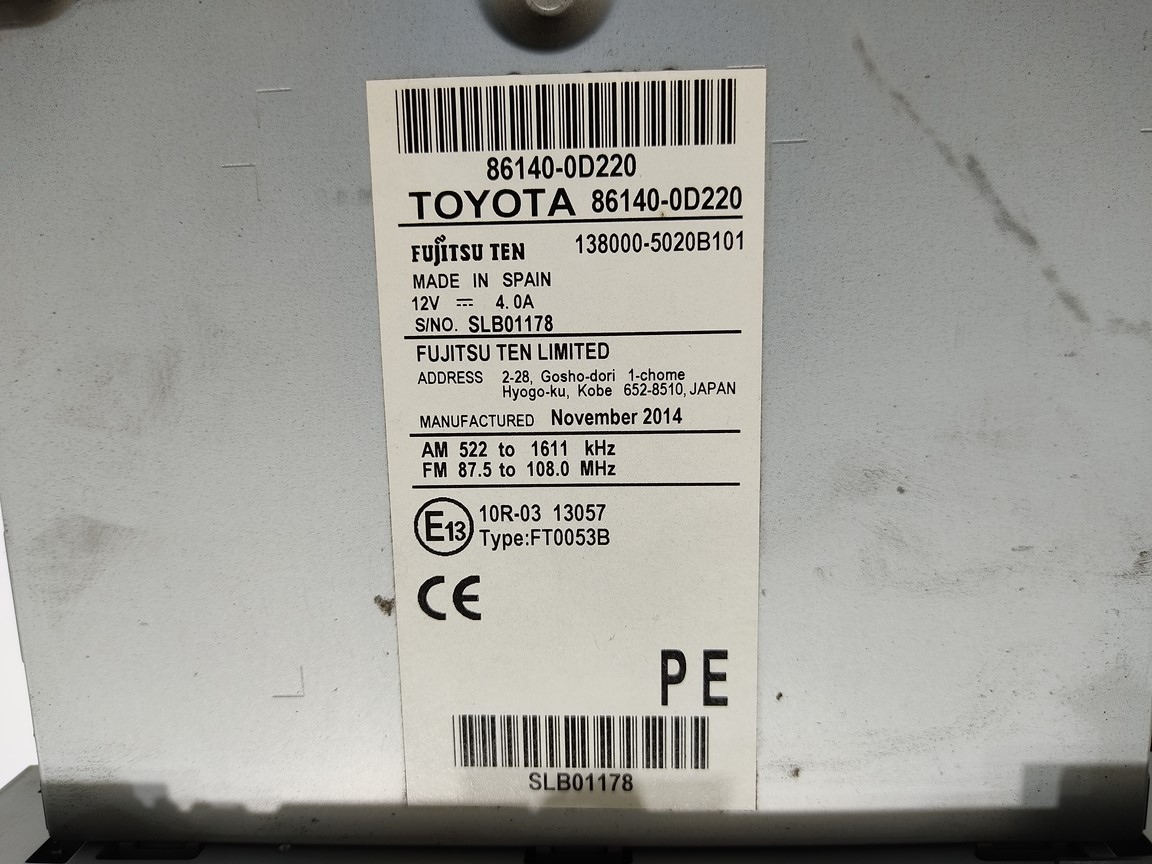 86140-0D220
TOYOTA 86140-0D220
FUJITSU TEN 138000-5020B101
MADE IN SPAIN
12V ⎓ 4.0A
S/NO. SLB01178
FUJITSU TEN LIMITED
ADDRESS 2-28, Gosho-dori 1-chome
Hyogo-ku, Kobe 652-8510, JAPAN
MANUFACTURED November 2014
AM 522 to 1611 kHz
FM 87.5 to 108.0 MHz
E13 10R-03 13057
Type:FT0053B
CE
PE
SLB01178